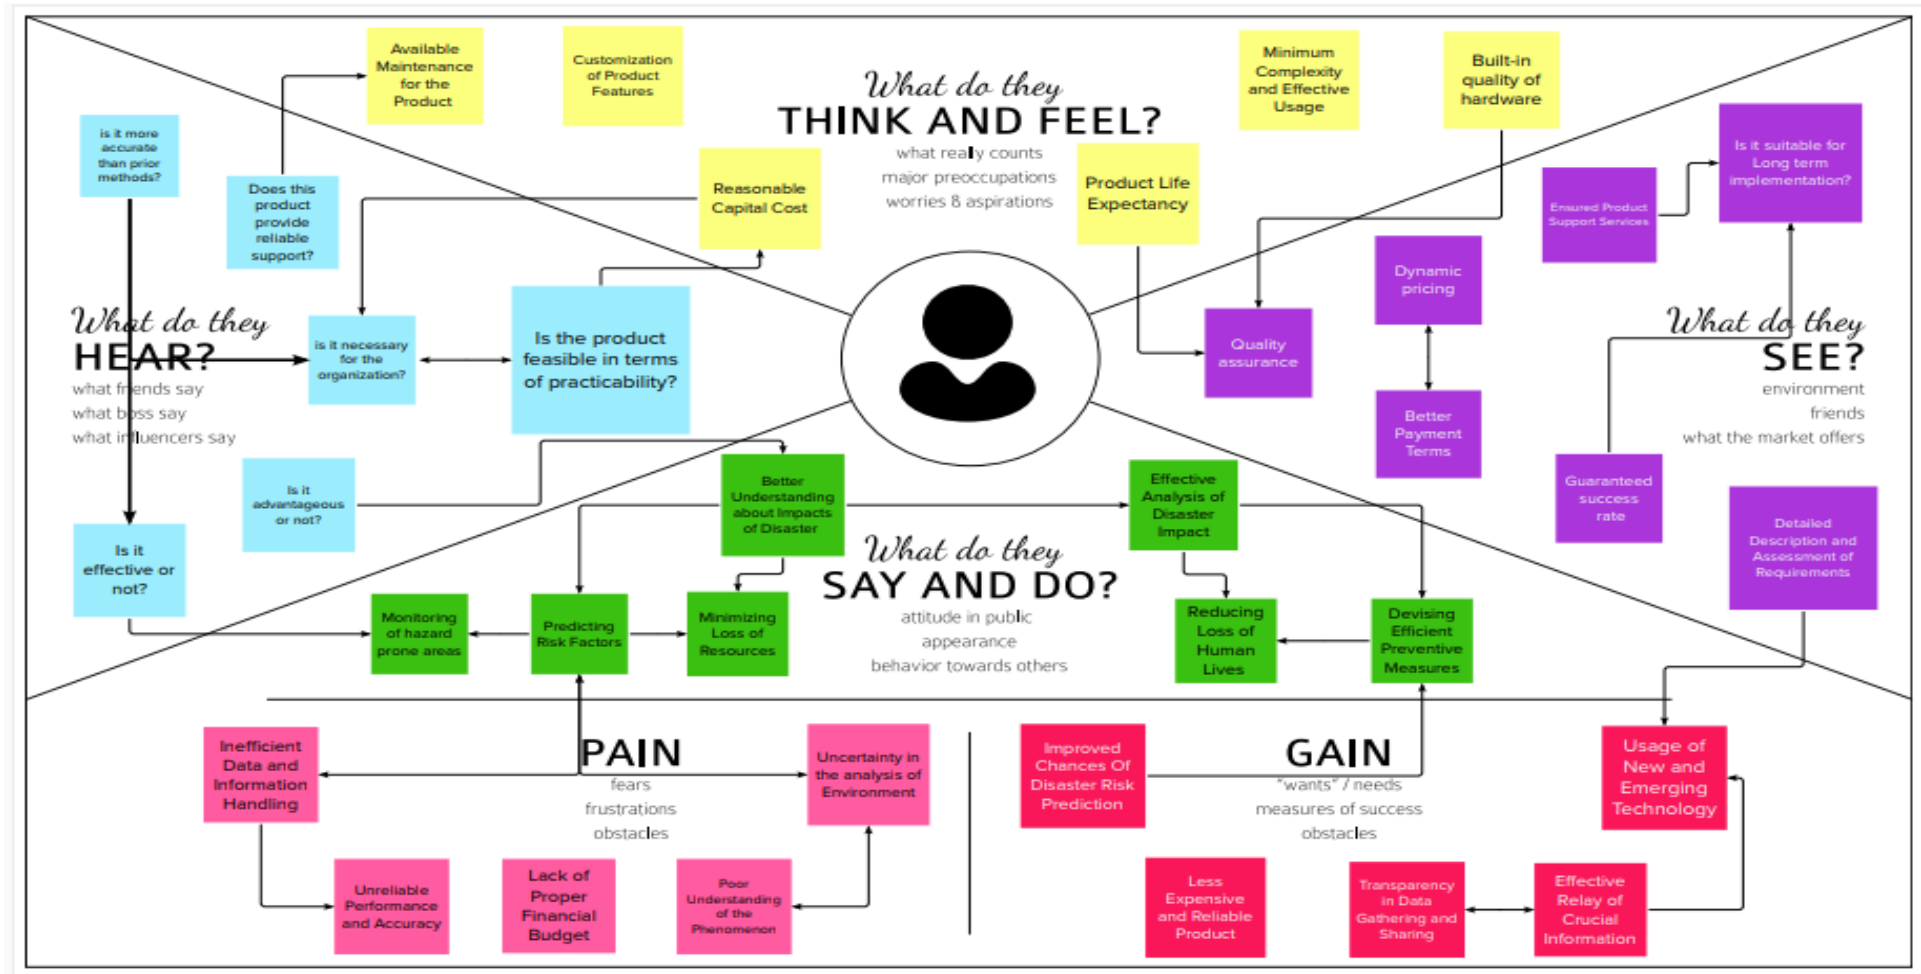 Available
Maintenance
for the
Product
Customization
of Product
Features
What do they
THINK AND FEEL?
what really counts
major preoccupations
worries 8 aspirations
Minimum
Complexity
and Effective
Usage
Built-in
quality of
hardware
Reasonable
Capital Cost
Product Life
Expectancy
is it more
accurate
than prior
methods?
Does this
product
provide
reliable
support?
What do they
HEAR?
what friends say
what boss say
what influencers say
is it necessary
for the
organization?
Is the product
feasible in terms
of practicability?
Is it
advantageous
or not?
Is it
effective or
not?
Is it suitable for
Long term
implementation?
Ensured Product
Support Services
Dynamic
pricing
Quality
assurance
Better
Payment
Terms
What do they
SEE?
environment
friends
what the market offers
Guaranteed
success
rate
Detailed
Description and
Assessment of
Requirements
Better
Understanding
about Impacts
of Disaster
Effective
Analysis of
Disaster
Impact
What do they
SAY AND DO?
attitude in public
appearance
behavior towards others
Monitoring
of hazard
prone areas
Predicting
Risk Factors
Minimizing
Loss of
Resources
Reducing
Loss of
Human
Lives
Devising
Efficient
Preventive
Measures
PAIN
fears
frustrations
obstacles
Inefficient
Data and
Information
Handling
Uncertainty in
the analysis of
Environment
Unreliable
Performance
and Accuracy
Lack of
Proper
Financial
Budget
Poor
Understanding
of the
Phenomenon
GAIN
"wants" / needs
measures of success
obstacles
Improved
Chances Of
Disaster Risk
Prediction
Usage of
New and
Emerging
Technology
Less
Expensive
and Reliable
Product
Transparency
in Data
Gathering and
Sharing
Effective
Relay of
Crucial
Information